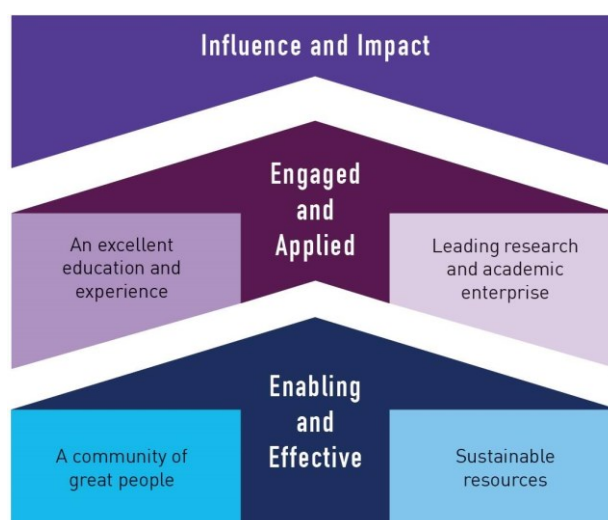 Influence and Impact
Engaged
and
Applied
An excellent
education and
experience
Leading research
and academic
enterprise
Enabling
and
Effective
A community of
great people
Sustainable
resources